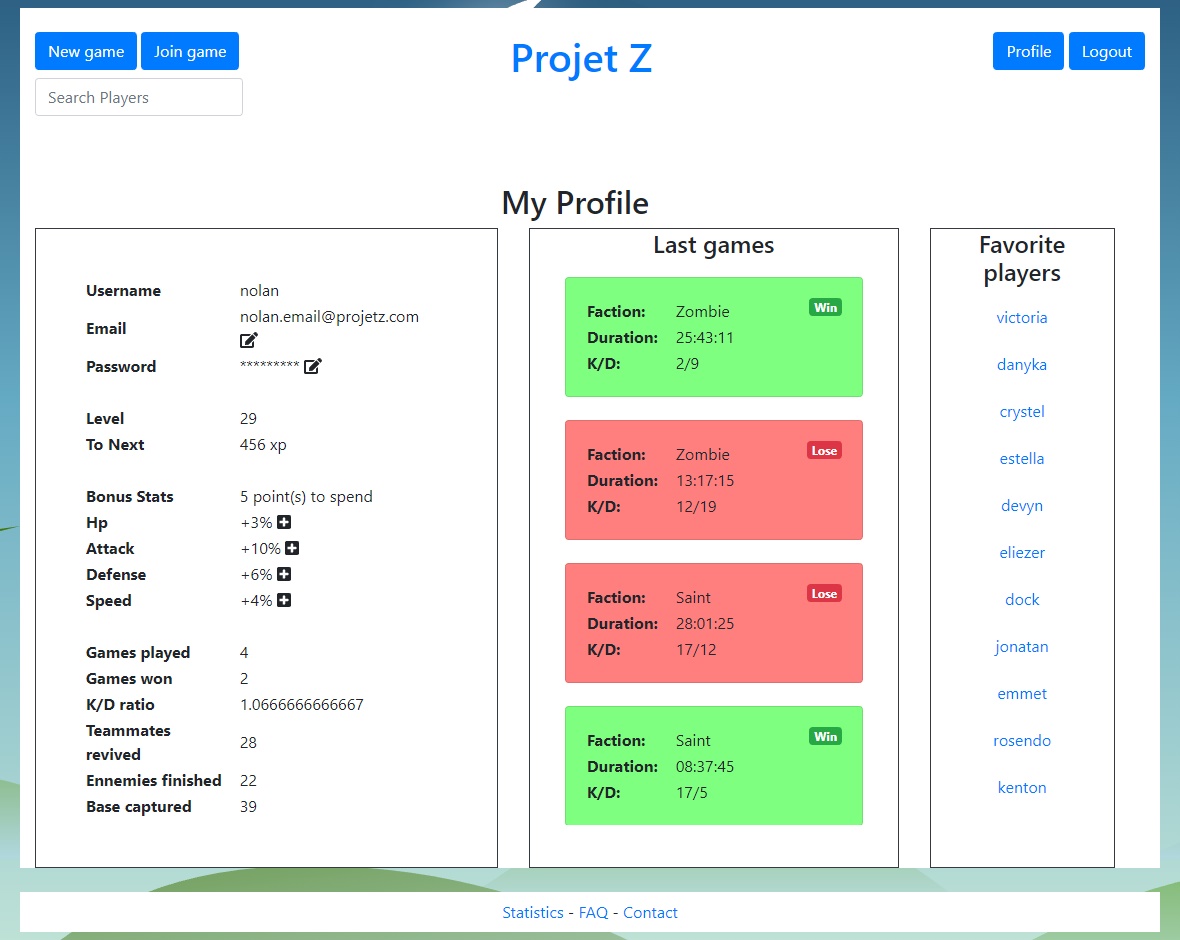 New game Join game
Projet Z
Profile Logout
Search Players
My Profile
Username nolan
Email nolan.email@projetz.com
Password *********
Level 29
To Next 456 xp
Bonus Stats 5 point(s) to spend
Hp +3%
Attack +10%
Defense +6%
Speed +4%
Games played 4
Games won 2
K/D ratio 1.0666666666667
Teammates
revived 28
Ennemies finished 22
Base captured 39
Last games
Faction: Zombie Win
Duration: 25:43:11
K/D: 2/9
Faction: Zombie Lose
Duration: 13:17:15
K/D: 12/19
Faction: Saint Lose
Duration: 28:01:25
K/D: 17/12
Faction: Saint Win
Duration: 08:37:45
K/D: 17/5
Favorite
players
victoria
danyka
crystel
estella
devyn
eliezer
dock
jonatan
emmet
rosendo
kenton
Statistics - FAQ - Contact